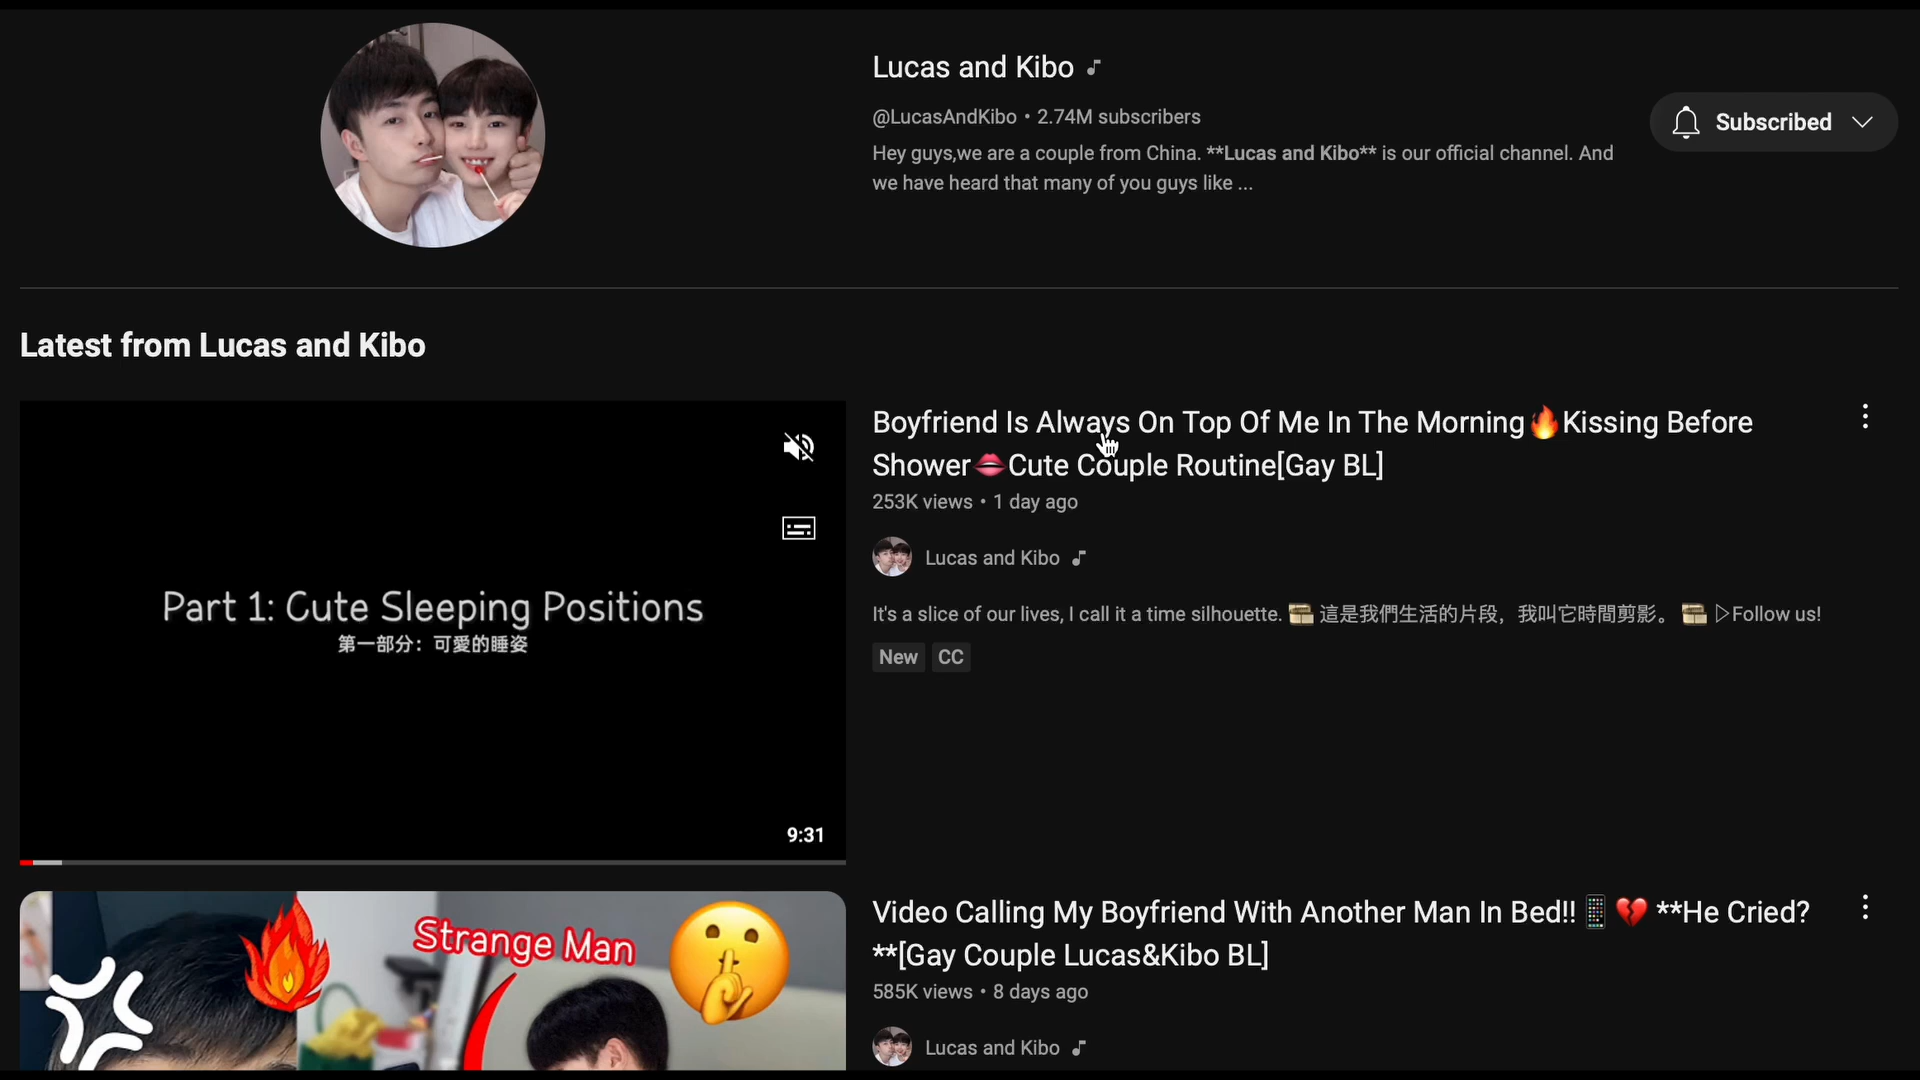 Lucas and Kibo
@LucasAndKibo • 2.74M subscribers
Subscribed
Hey guys,we are a couple from China. **Lucas and Kibo** is our official channel. And
we have heard that many of you guys like ...
Latest from Lucas and Kibo
Part 1: Cute Sleeping Positions
第一部分：可愛的睡姿
9:31
Boyfriend Is Always On Top Of Me In The Morning🔥Kissing Before
Shower👄Cute Couple Routine[Gay BL]
253K views • 1 day ago
Lucas and Kibo
It's a slice of our lives, I call it a time silhouette. 這是我們生活的片段，我叫它時間剪影。 ▷Follow us!
New CC
Strange Man
Video Calling My Boyfriend With Another Man In Bed!!📱💔**He Cried?
**[Gay Couple Lucas&Kibo BL]
585K views • 8 days ago
Lucas and Kibo